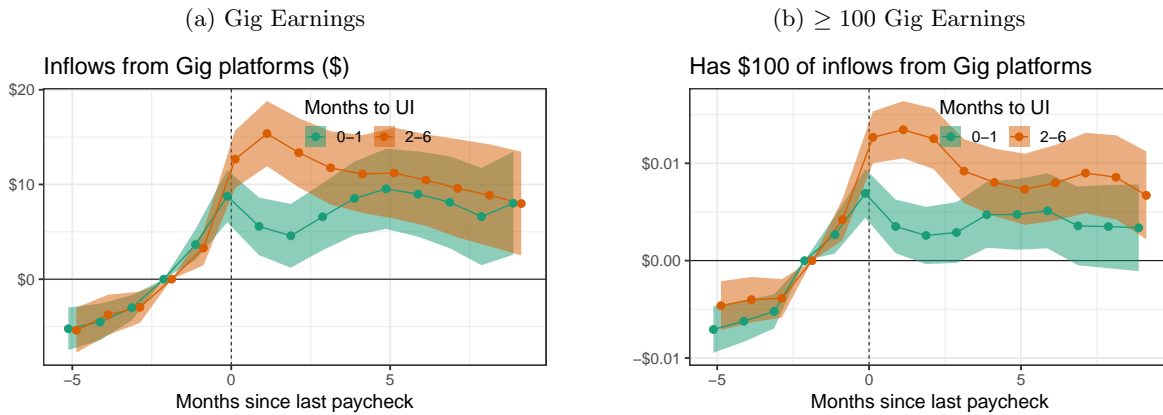 (a) Gig Earnings
Inflows from Gig platforms ($)
$20
$10
$0
Months to UI
0−1 2−6
−5 0 5
Months since last paycheck
(b) ≥ 100 Gig Earnings
Has $100 of inflows from Gig platforms
$0.01
$0.00
−$0.01
Months to UI
0−1 2−6
−5 0 5
Months since last paycheck